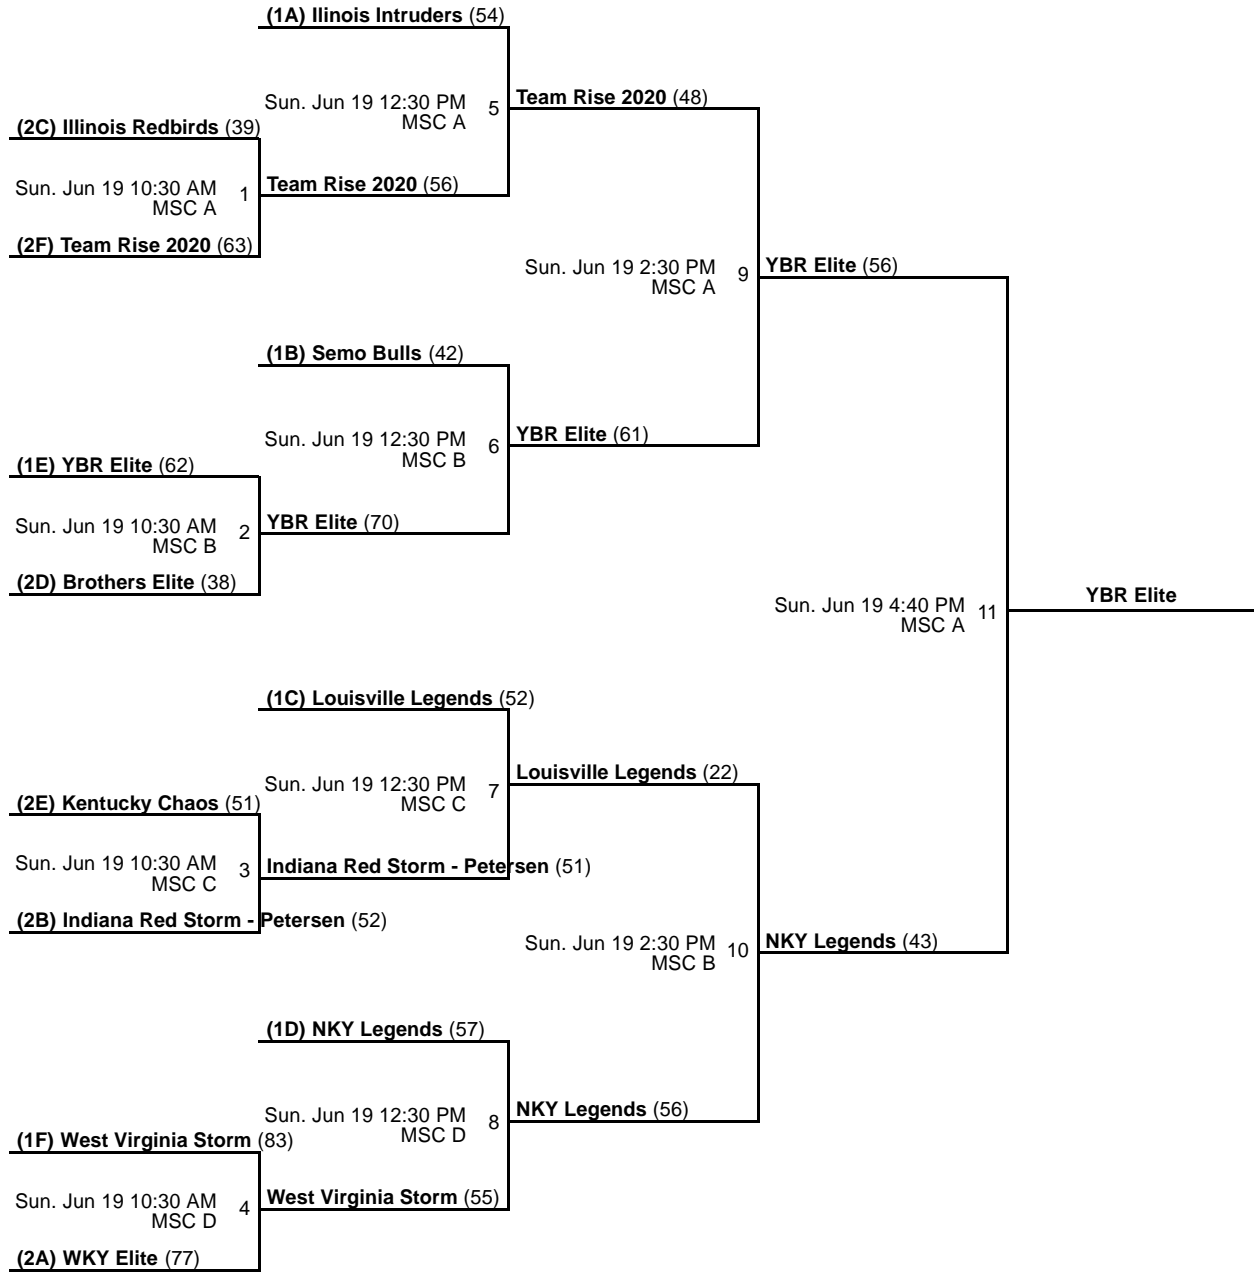 (1A) Ilinois Intruders (54)
Sun. Jun 19 12:30 PM 5
MSC A
Team Rise 2020 (48)
(2C) Illinois Redbirds (39)
Sun. Jun 19 10:30 AM 1
MSC A
Team Rise 2020 (56)
(2F) Team Rise 2020 (63)
Sun. Jun 19 2:30 PM 9
MSC A
YBR Elite (56)
(1B) Semo Bulls (42)
Sun. Jun 19 12:30 PM 6
MSC B
YBR Elite (61)
(1E) YBR Elite (62)
Sun. Jun 19 10:30 AM 2
MSC B
YBR Elite (70)
(2D) Brothers Elite (38)
Sun. Jun 19 4:40 PM 11
MSC A
YBR Elite
(1C) Louisville Legends (52)
Sun. Jun 19 12:30 PM 7
MSC C
Louisville Legends (22)
(2E) Kentucky Chaos (51)
Sun. Jun 19 10:30 AM 3
MSC C
Indiana Red Storm - Petersen (51)
(2B) Indiana Red Storm - Petersen (52)
Sun. Jun 19 2:30 PM 10
MSC B
NKY Legends (43)
(1D) NKY Legends (57)
Sun. Jun 19 12:30 PM 8
MSC D
NKY Legends (56)
(1F) West Virginia Storm (83)
Sun. Jun 19 10:30 AM 4
MSC D
West Virginia Storm (55)
(2A) WKY Elite (77)